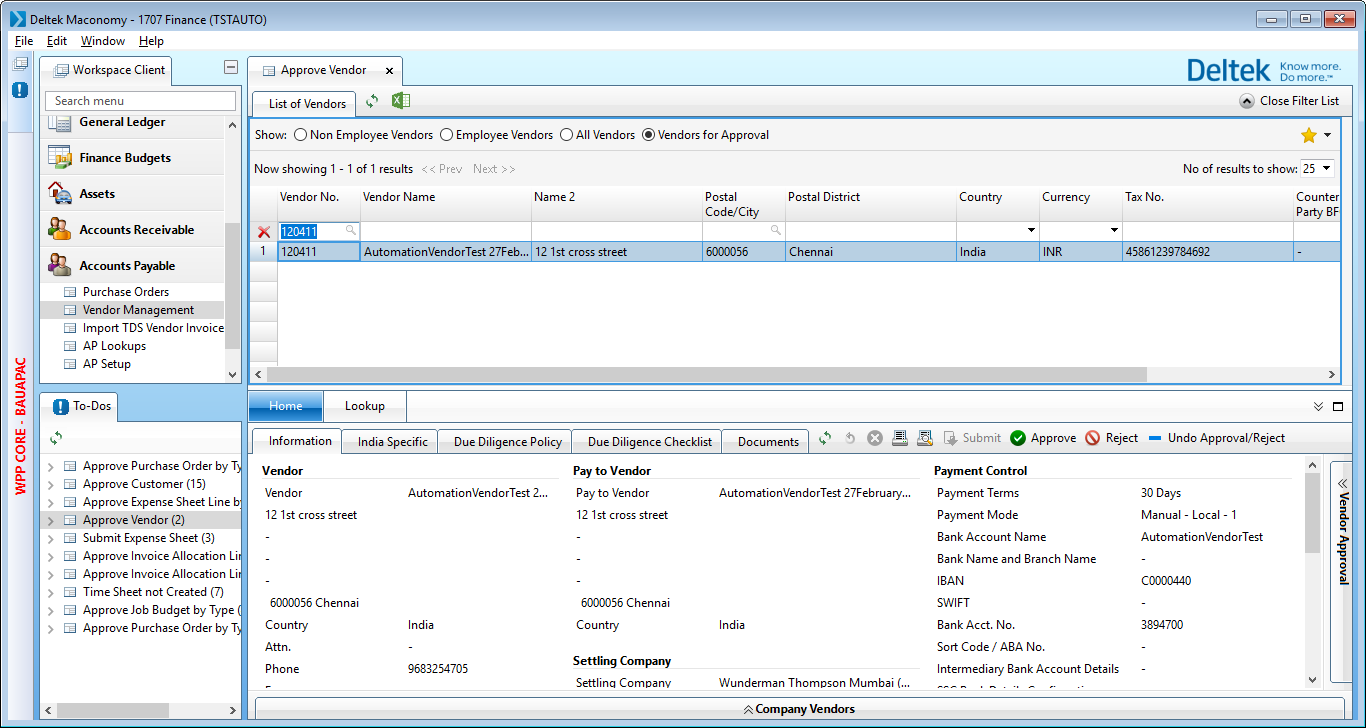 Deltek Maconomy - 1707 Finance (TSTAUTO)
File Edit Window Help
Workspace Client
Search menu
General Ledger
Finance Budgets
Assets
Accounts Receivable
Accounts Payable
Purchase Orders
Vendor Management
Import TDS Vendor Invoice
AP Lookups
AP Setup
WPP CORE - BAUAPAC
To-Dos
Approve Purchase Order by Ty
Approve Customer (15)
Approve Expense Sheet Line by
Approve Vendor (2)
Submit Expense Sheet (3)
Approve Invoice Allocation Lin
Approve Invoice Allocation Lin
Time Sheet not Created (7)
Approve Job Budget by Type (
Approve Purchase Order by Ty
Approve Vendor
Deltek Know more. Do more.™
List of Vendors
Close Filter List
Show: Non Employee Vendors Employee Vendors All Vendors Vendors for Approval
Now showing 1 - 1 of 1 results << Prev Next >> No of results to show: 25
Vendor No. Vendor Name Name 2 Postal Code/City Postal District Country Currency Tax No. Counter Party BF
120411
1 120411 AutomationVendorTest 27Feb... 12 1st cross street 6000056 Chennai India INR 45861239784692 -
Home Lookup
Information India Specific Due Diligence Policy Due Diligence Checklist Documents Submit Approve Reject Undo Approval/Reject
Vendor Pay to Vendor Payment Control
Vendor AutomationVendorTest 2... Pay to Vendor AutomationVendorTest 27February... Payment Terms 30 Days
12 1st cross street 12 1st cross street Payment Mode Manual - Local - 1
- - Bank Account Name AutomationVendorTest
- - Bank Name and Branch Name -
- - IBAN C0000440
6000056 Chennai 6000056 Chennai SWIFT -
Country India Country India Bank Acct. No. 3894700
Attn. - Sort Code / ABA No. -
Phone 9683254705 Settling Company Intermediary Bank Account Details -
Settling Company Wunderman Thompson Mumbai (...
Vendor Approval
Company Vendors